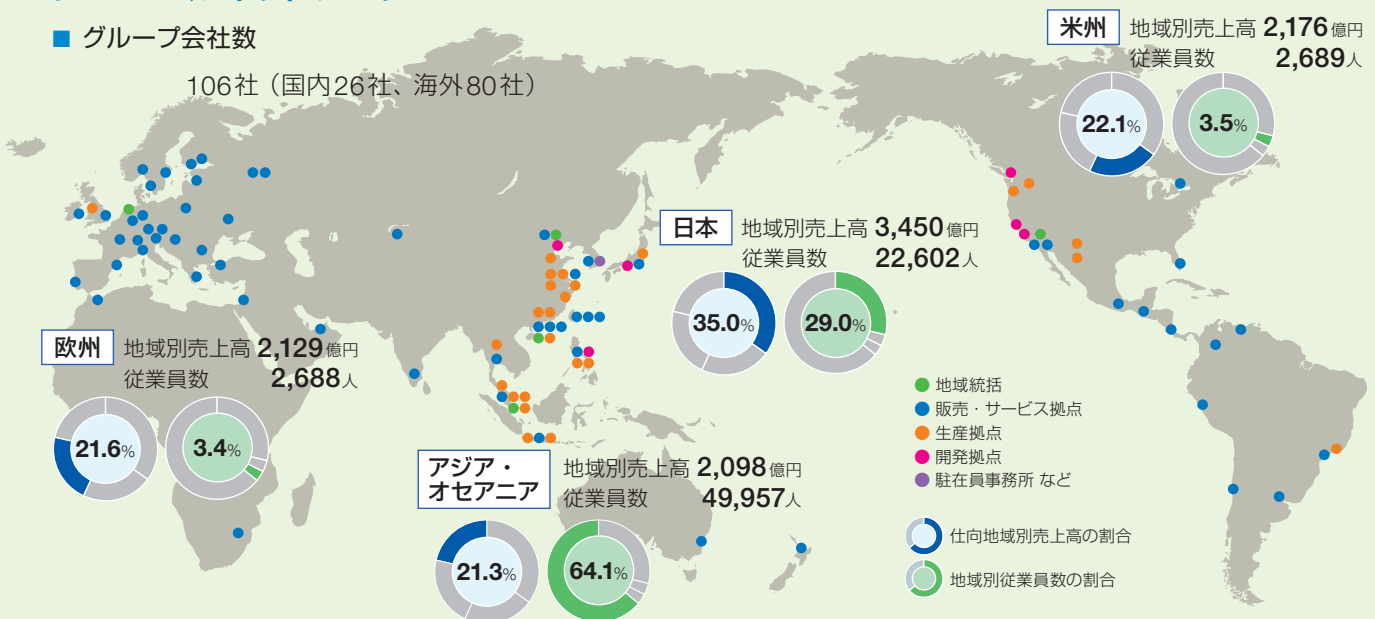 ■ グループ会社数
106社（国内26社、海外80社）
米州
地域別売上高 2,176億円
従業員数 2,689人
22.1%
3.5%
日本
地域別売上高 3,450億円
従業員数 22,602人
35.0%
29.0%
欧州
地域別売上高 2,129億円
従業員数 2,688人
21.6%
3.4%
アジア・
オセアニア
地域別売上高 2,098億円
従業員数 49,957人
21.3%
64.1%
地域統括
販売・サービス拠点
生産拠点
開発拠点
駐在員事務所 など
仕向地域別売上高の割合
地域別従業員数の割合